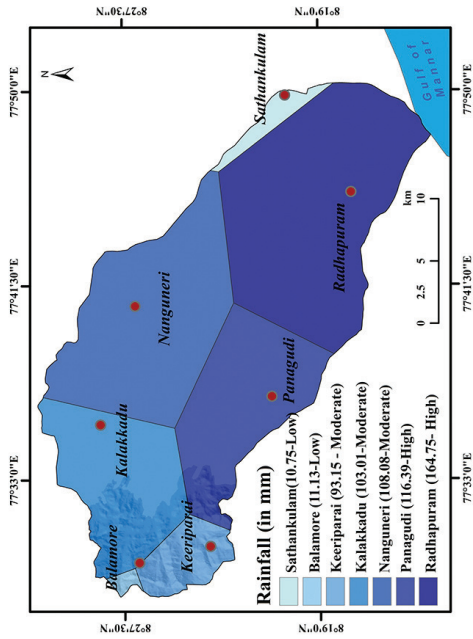 77°33'0"E
77°41'30"E
77°50'0"E
8°27'30"N
8°27'30"N
8°19'0"N
8°19'0"N
N
Balamore
Kalakkadu
Keeriparai
Nanguneri
Panagudi
Radhapuram
Sathankulam
Gulf of
Mannar
Rainfall (in mm)
Sathankulam(10.75-Low)
Balamore (11.13-Low)
Keeriparai (93.15 - Moderate)
Kalakkadu (103.01-Moderate)
Nanguneri (108.08-Moderate)
Panagudi (116.39-High)
Radhapuram (164.75- High)
0 2.5 5 10
km
77°33'0"E
77°41'30"E
77°50'0"E